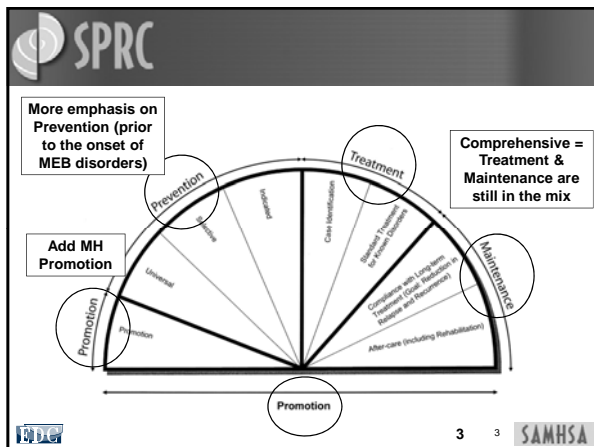 SPRC
More emphasis on
Prevention (prior
to the onset of
MEB disorders)
Comprehensive =
Treatment &
Maintenance are
still in the mix
Add MH
Promotion
Promotion
Prevention
Treatment
Maintenance
Promotion
Universal
Selective
Indicated
Case Identification
Standard Treatment
for Known Disorders
Compliance with Long-term
Treatment (Goal: Reduction in
Relapse and Recurrence)
After-care (including Rehabilitation)
Promotion
EDC
3
3
SAMHSA